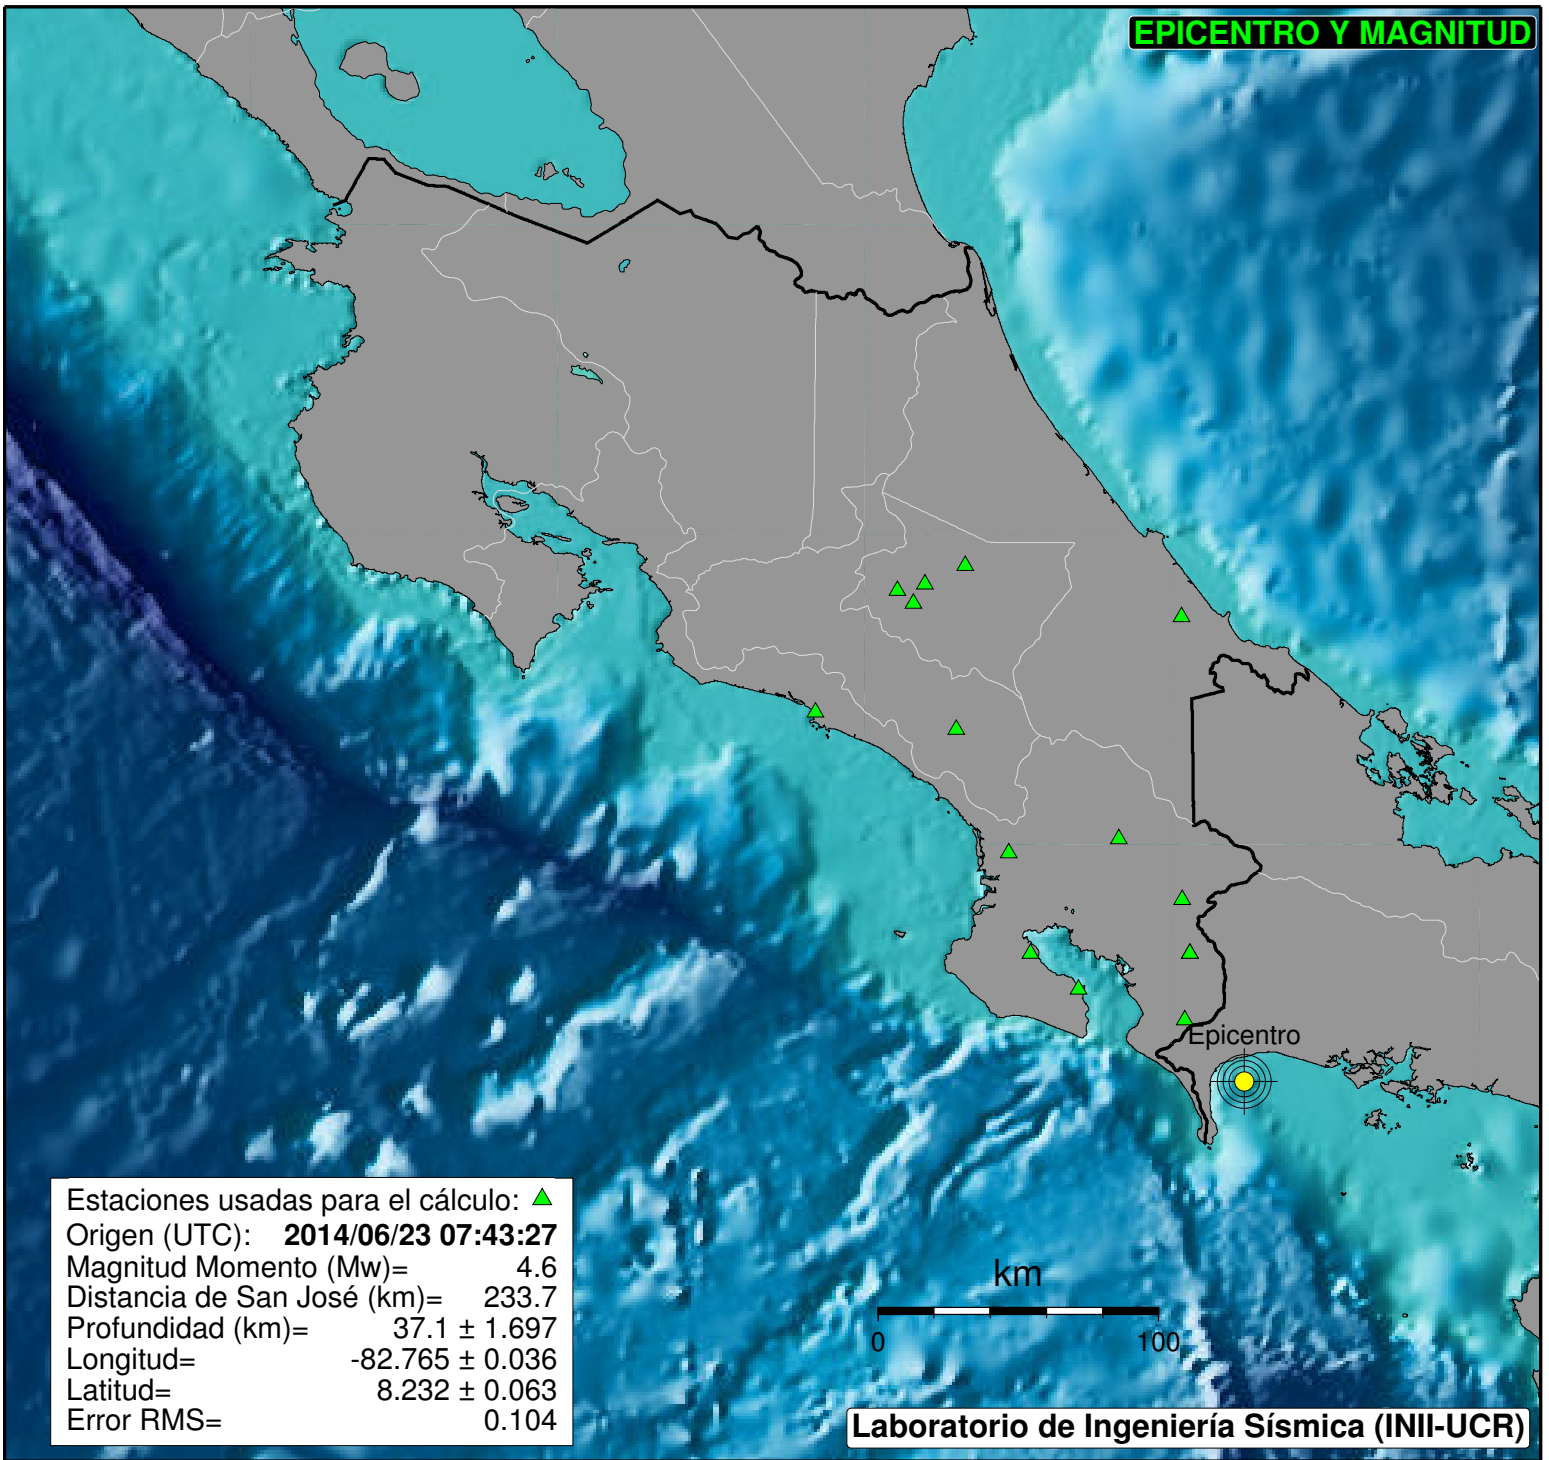 EPICENTRO Y MAGNITUD
Epicentro
Estaciones usadas para el cálculo:
Origen (UTC): 2014/06/23 07:43:27
Magnitud Momento (Mw)= 4.6
Distancia de San José (km)= 233.7
Profundidad (km)= 37.1 ± 1.697
Longitud= -82.765 ± 0.036
Latitud= 8.232 ± 0.063
Error RMS= 0.104
km
0 100
Laboratorio de Ingeniería Sísmica (INII-UCR)